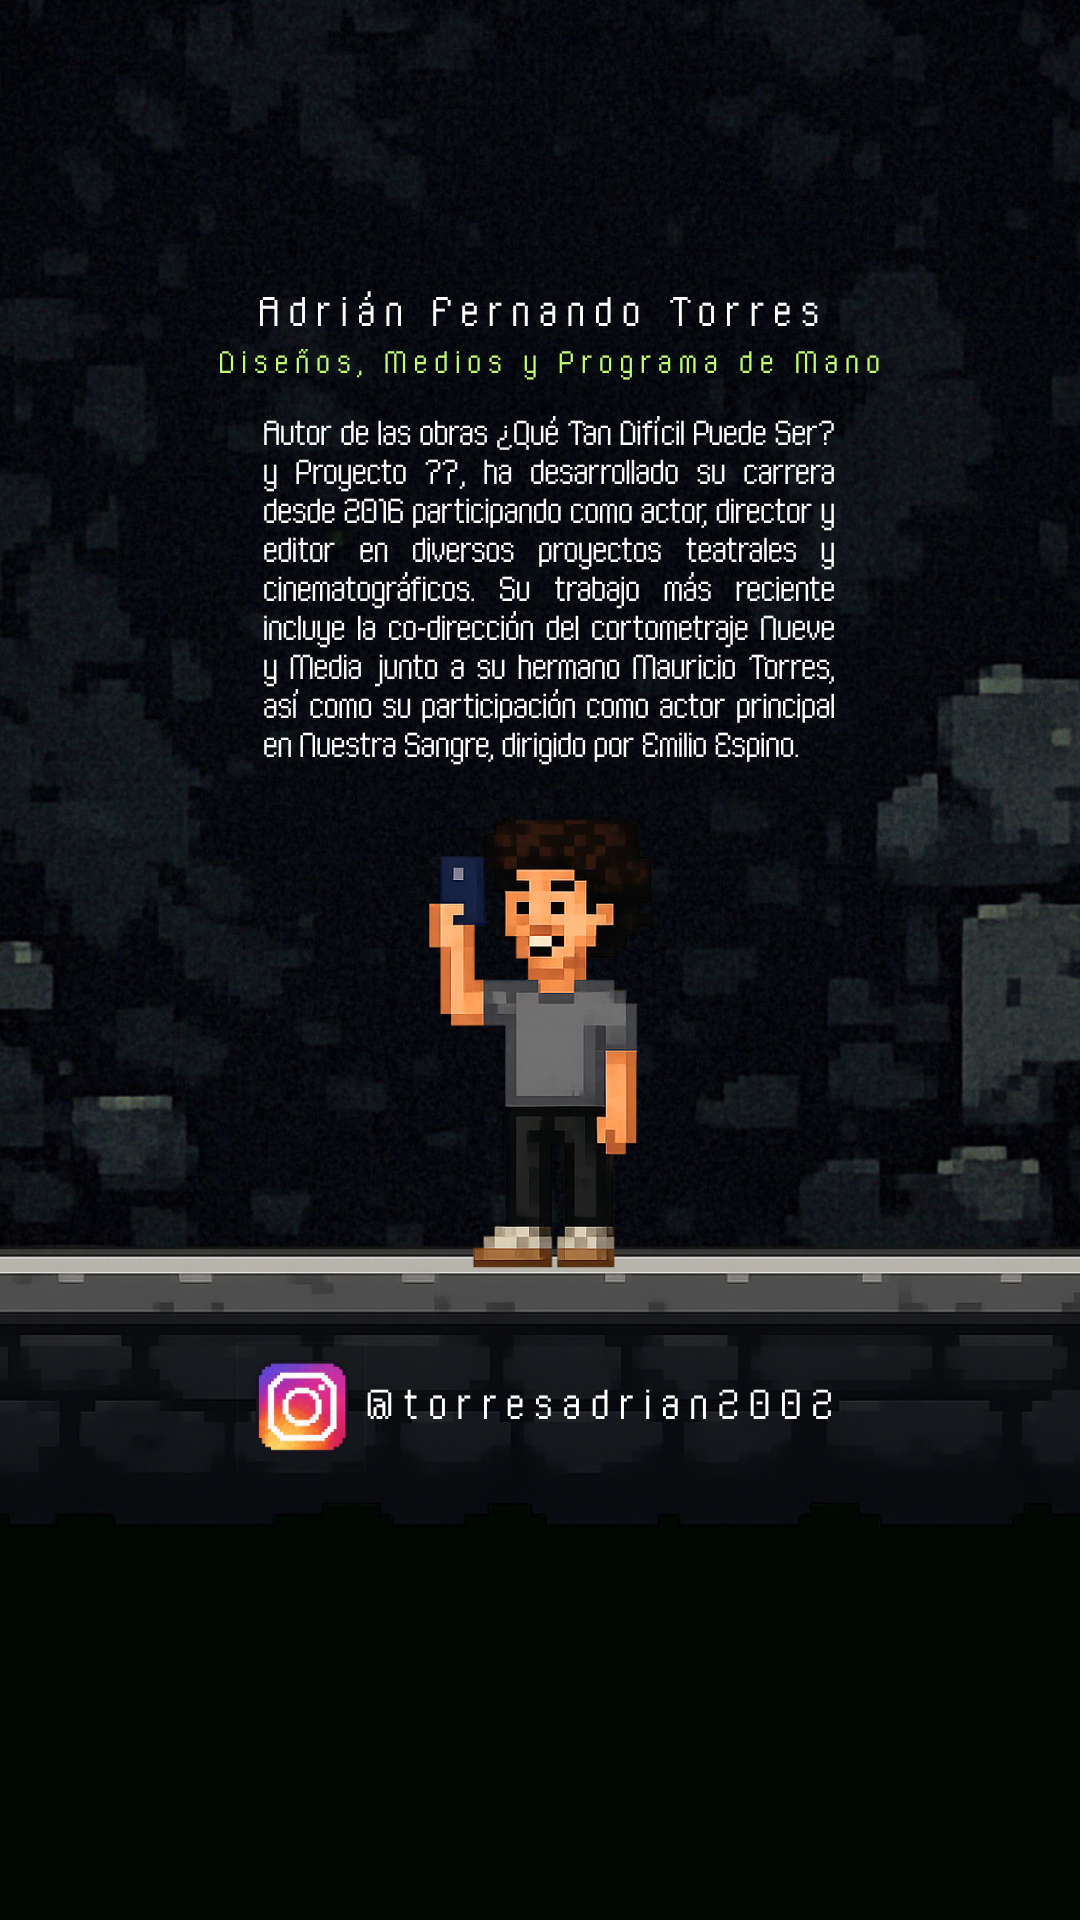 Adrián Fernando Torres
Diseños, Medios y Programa de Mano
Autor de las obras ¿Qué Tan Difícil Puede Ser?
y Proyecto 77, ha desarrollado su carrera
desde 2016 participando como actor, director y
editor en diversos proyectos teatrales y
cinematográficos. Su trabajo más reciente
incluye la co-dirección del cortometraje Nueve
y Media junto a su hermano Mauricio Torres,
así como su participación como actor principal
en Nuestra Sangre, dirigido por Emilio Espino.
@torresadrian2002